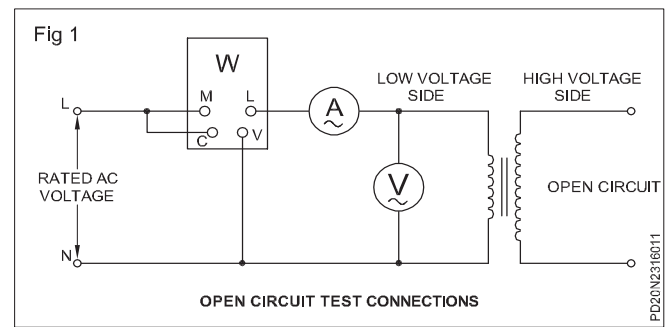 Fig 1
W
M L
C V
L
A
LOW VOLTAGE
SIDE
HIGH VOLTAGE
SIDE
RATED AC
VOLTAGE
V
OPEN CIRCUIT
N
OPEN CIRCUIT TEST CONNECTIONS
PD20N2316011